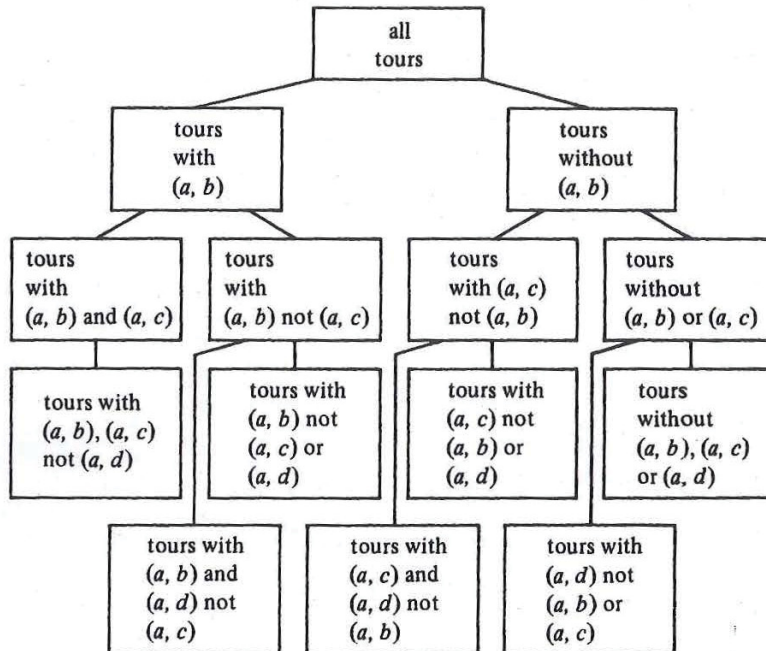 all
tours
tours
with
(a, b)
tours
without
(a, b)
tours
with
(a, b) and (a, c)
tours
with
(a, b) not (a, c)
tours
with (a, c)
not (a, b)
tours
without
(a, b) or (a, c)
tours with
(a, b), (a, c)
not (a, d)
tours with
(a, b) not
(a, c) or
(a, d)
tours with
(a, c) not
(a, b) or
(a, d)
tours
without
(a, b), (a, c)
or (a, d)
tours with
(a, b) and
(a, d) not
(a, c)
tours with
(a, c) and
(a, d) not
(a, b)
tours with
(a, d) not
(a, b) or
(a, c)